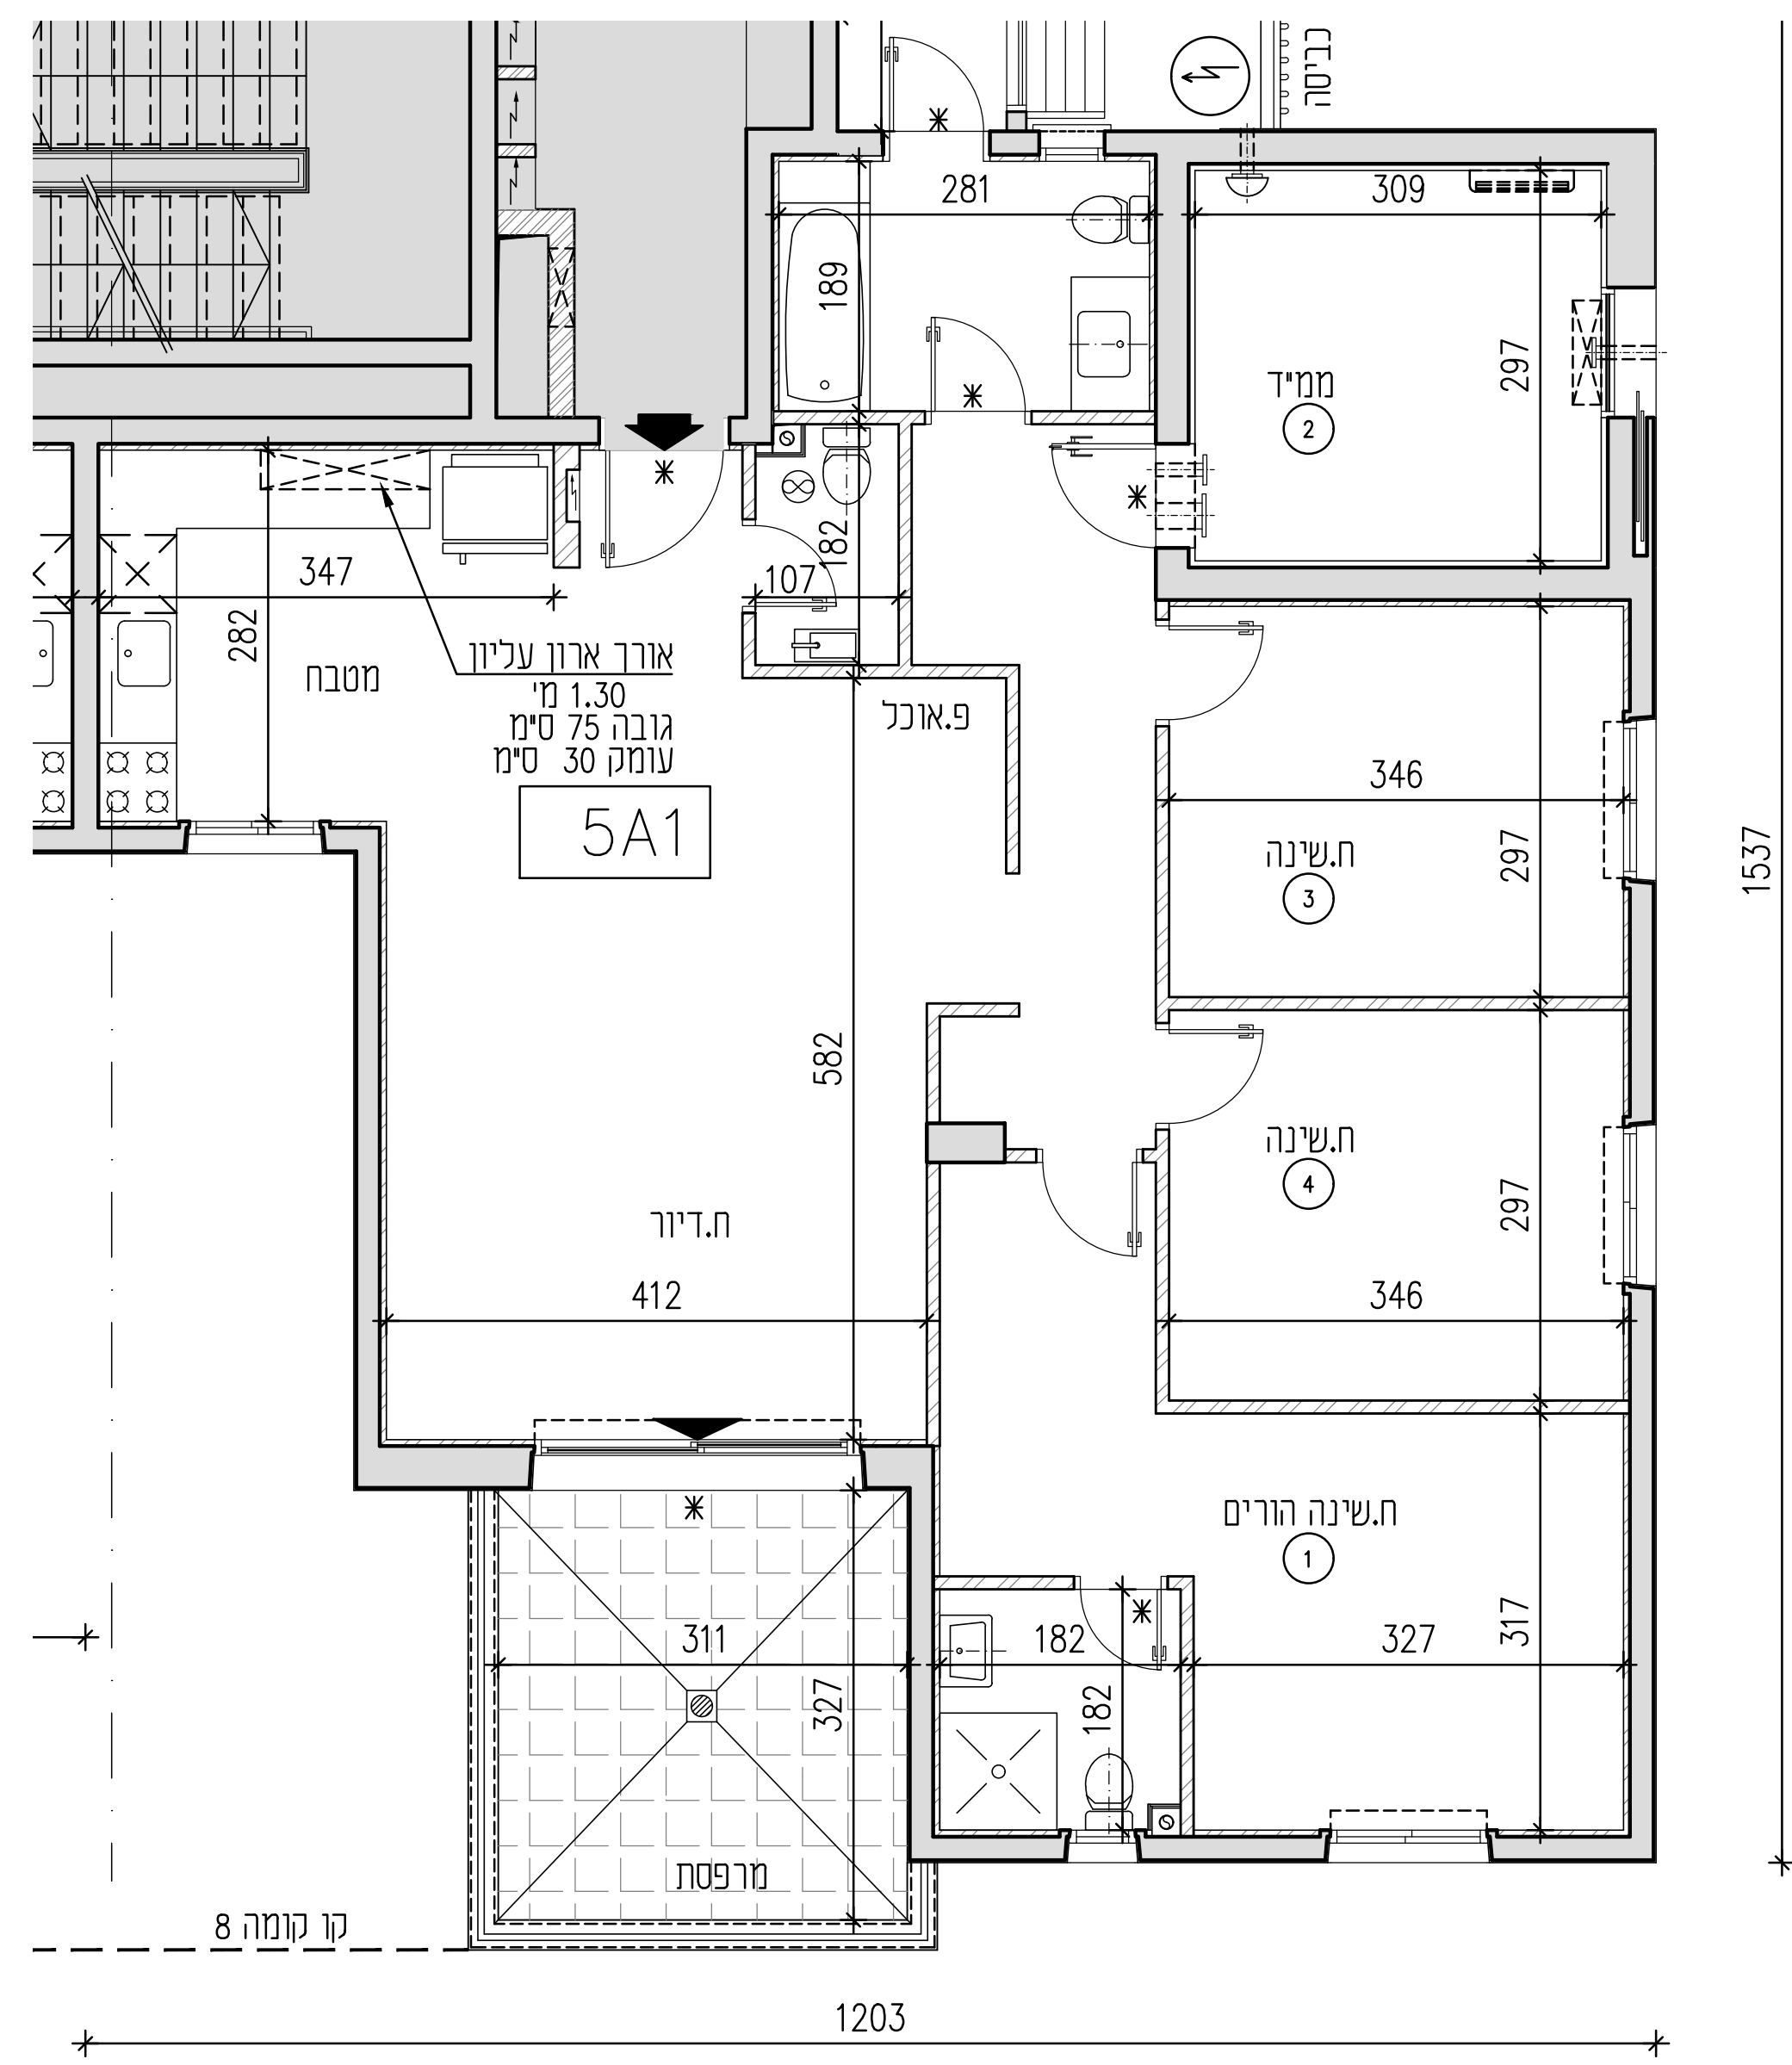 כביסה
281
309
189
297
ממ"ד
2
182
107
347
282
מטבח
אורך ארון עליון
1.30 מ'
גובה 75 ס"מ
עומק 30 ס"מ
פ.אוכל
5A1
346
ח.שינה
3
297
1537
582
ח.שינה
4
297
ח.דיור
412
346
ח.שינה הורים
1
311
182
327
317
327
182
מרפסת
קו קומה 8
1203